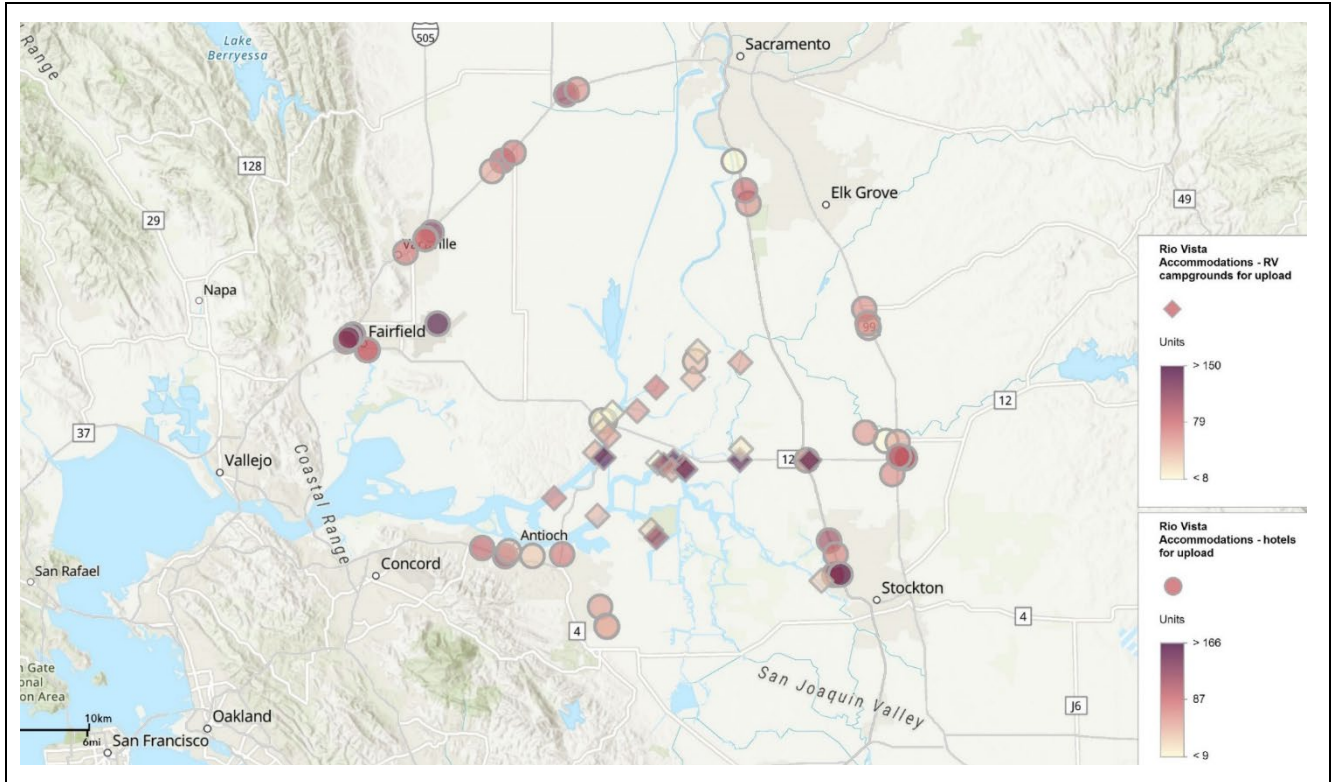 Range
Lake
Berryessa
505
Sacramento
128
29
Elk Grove
49
Napa
Fairfield
99
37
Vallejo
12
12
Coastal Range
Antioch
Concord
San Rafael
Stockton
4
4
San Joaquin Valley
J6
Oakland
San Francisco
10km
6mi
Rio Vista
Accommodations - RV
campgrounds for upload
Units
> 150
79
< 8
Rio Vista
Accommodations - hotels
for upload
Units
> 166
87
< 9